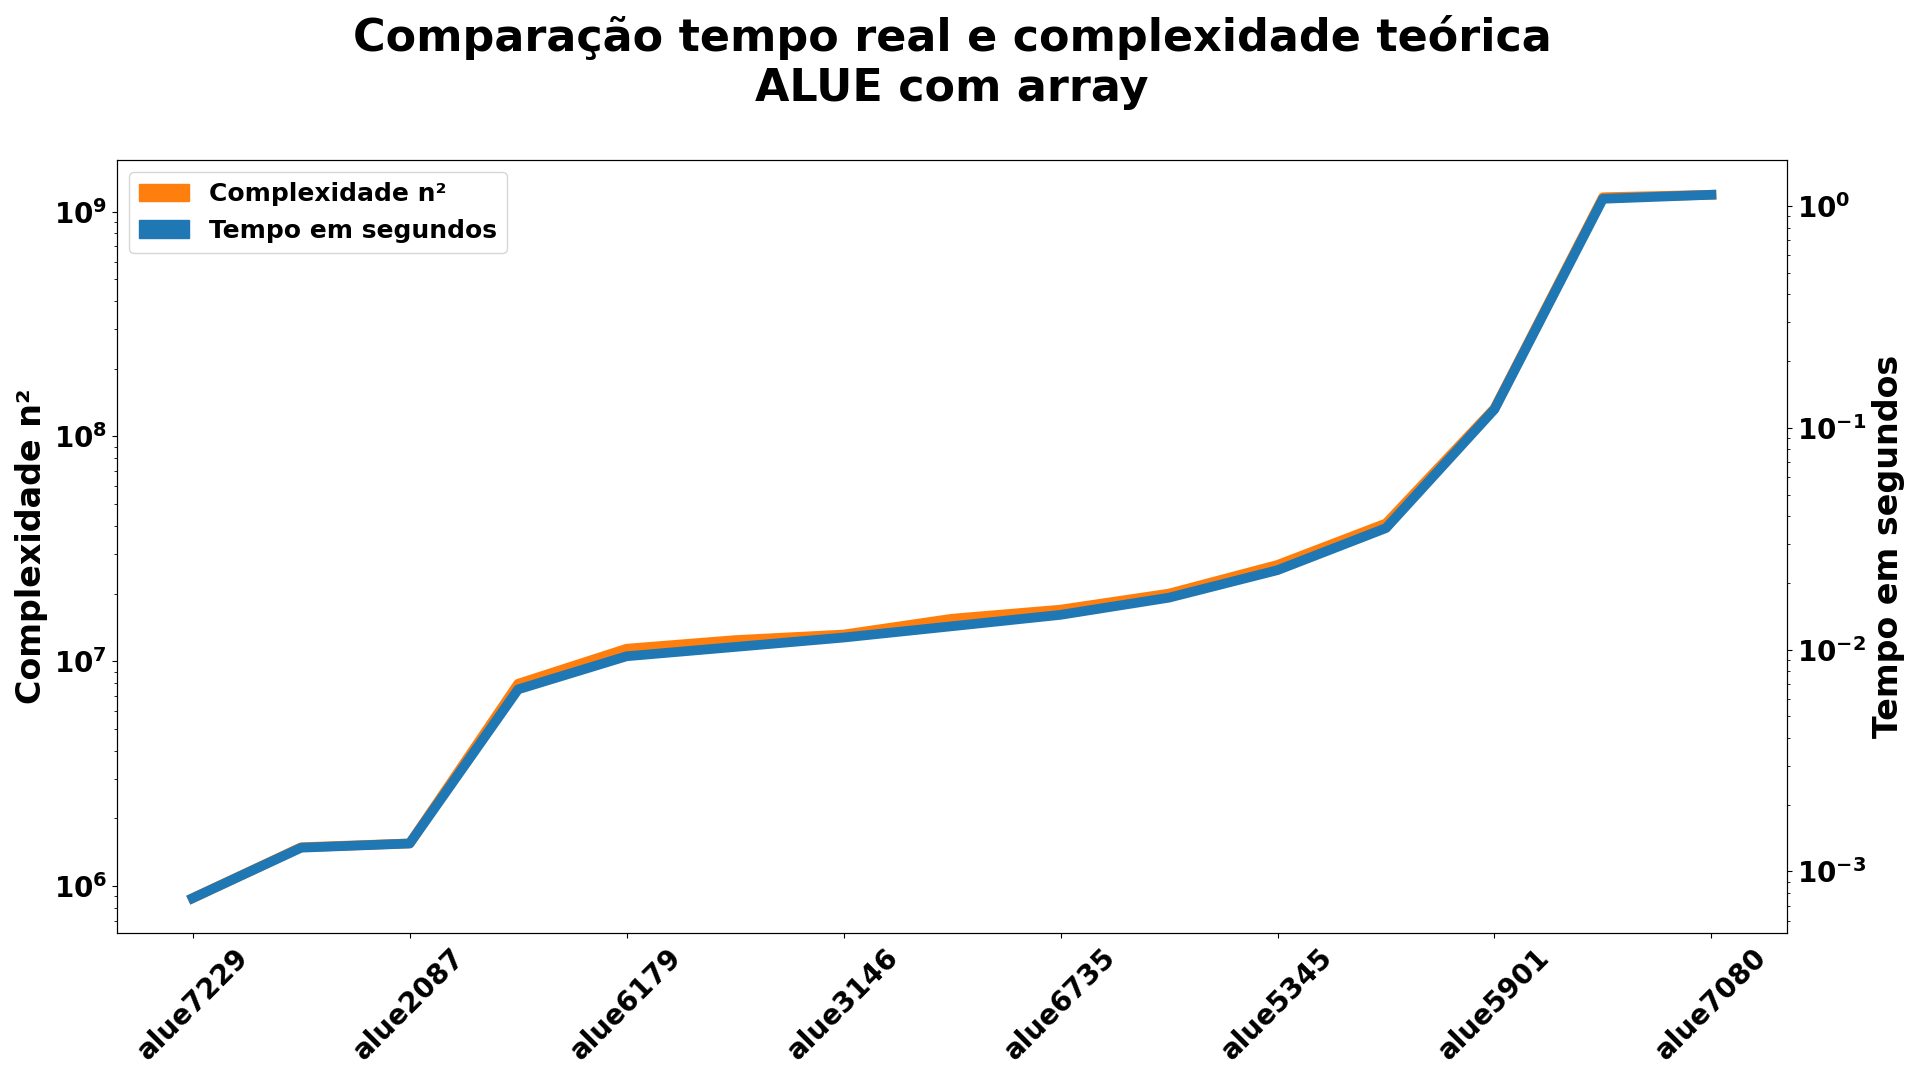 Comparação tempo real e complexidade teórica
ALUE com array
Complexidade n²
Tempo em segundos
10⁹
10⁸
10⁷
10⁶
Complexidade n²
10⁰
10⁻¹
10⁻²
10⁻³
Tempo em segundos
alue7229
alue2087
alue6179
alue3146
alue6735
alue5345
alue5901
alue7080